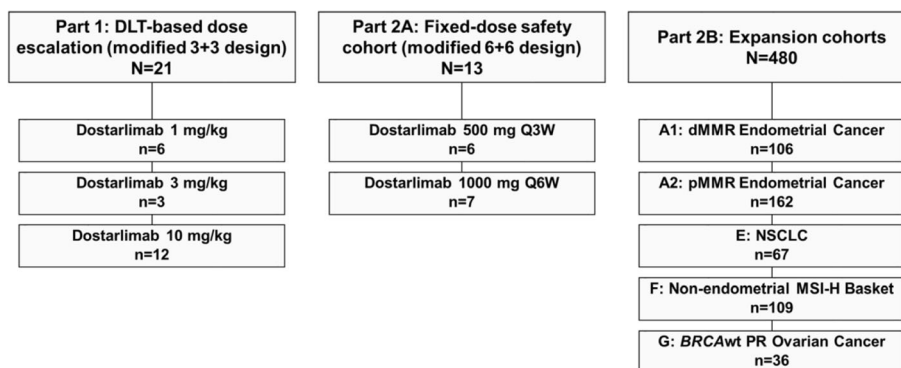 Part 1: DLT-based dose
escalation (modified 3+3 design)
N=21
Dostarlimab 1 mg/kg
n=6
Dostarlimab 3 mg/kg
n=3
Dostarlimab 10 mg/kg
n=12
Part 2A: Fixed-dose safety
cohort (modified 6+6 design)
N=13
Dostarlimab 500 mg Q3W
n=6
Dostarlimab 1000 mg Q6W
n=7
Part 2B: Expansion cohorts
N=480
A1: dMMR Endometrial Cancer
n=106
A2: pMMR Endometrial Cancer
n=162
E: NSCLC
n=67
F: Non-endometrial MSI-H Basket
n=109
G: BRCAwt PR Ovarian Cancer
n=36